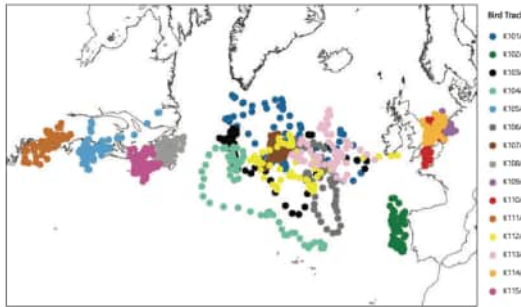 Bird Track
K101/
K102/
K103/
K104/
K105/
K106/
K107/
K108/
K109/
K110/
K111/
K112/
K113/
K114/
K115/